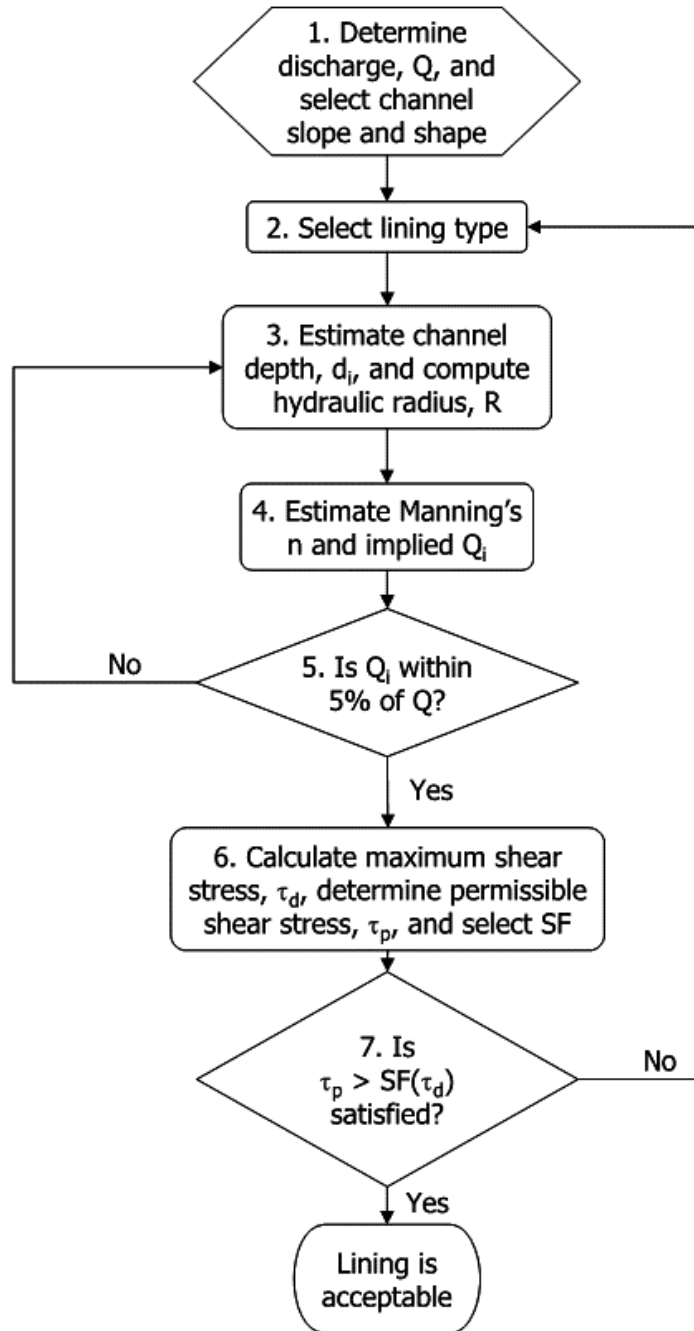 1. Determine
discharge, Q, and
select channel
slope and shape
2. Select lining type
3. Estimate channel
depth, dᵢ, and compute
hydraulic radius, R
4. Estimate Manning's
n and implied Qᵢ
No
5. Is Qᵢ within
5% of Q?
Yes
6. Calculate maximum shear
stress, τd, determine permissible
shear stress, τp, and select SF
7. Is
τp > SF(τd)
satisfied?
No
Yes
Lining is
acceptable